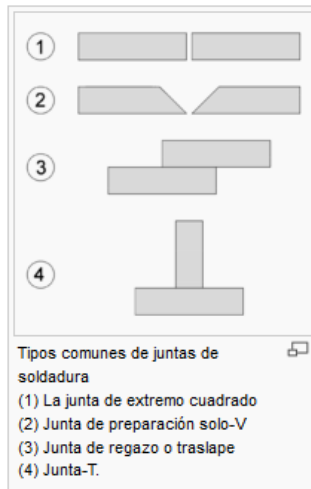 1
2
3
4
Tipos comunes de juntas de
soldadura
(1) La junta de extremo cuadrado
(2) Junta de preparación solo-V
(3) Junta de regazo o traslape
(4) Junta-T.